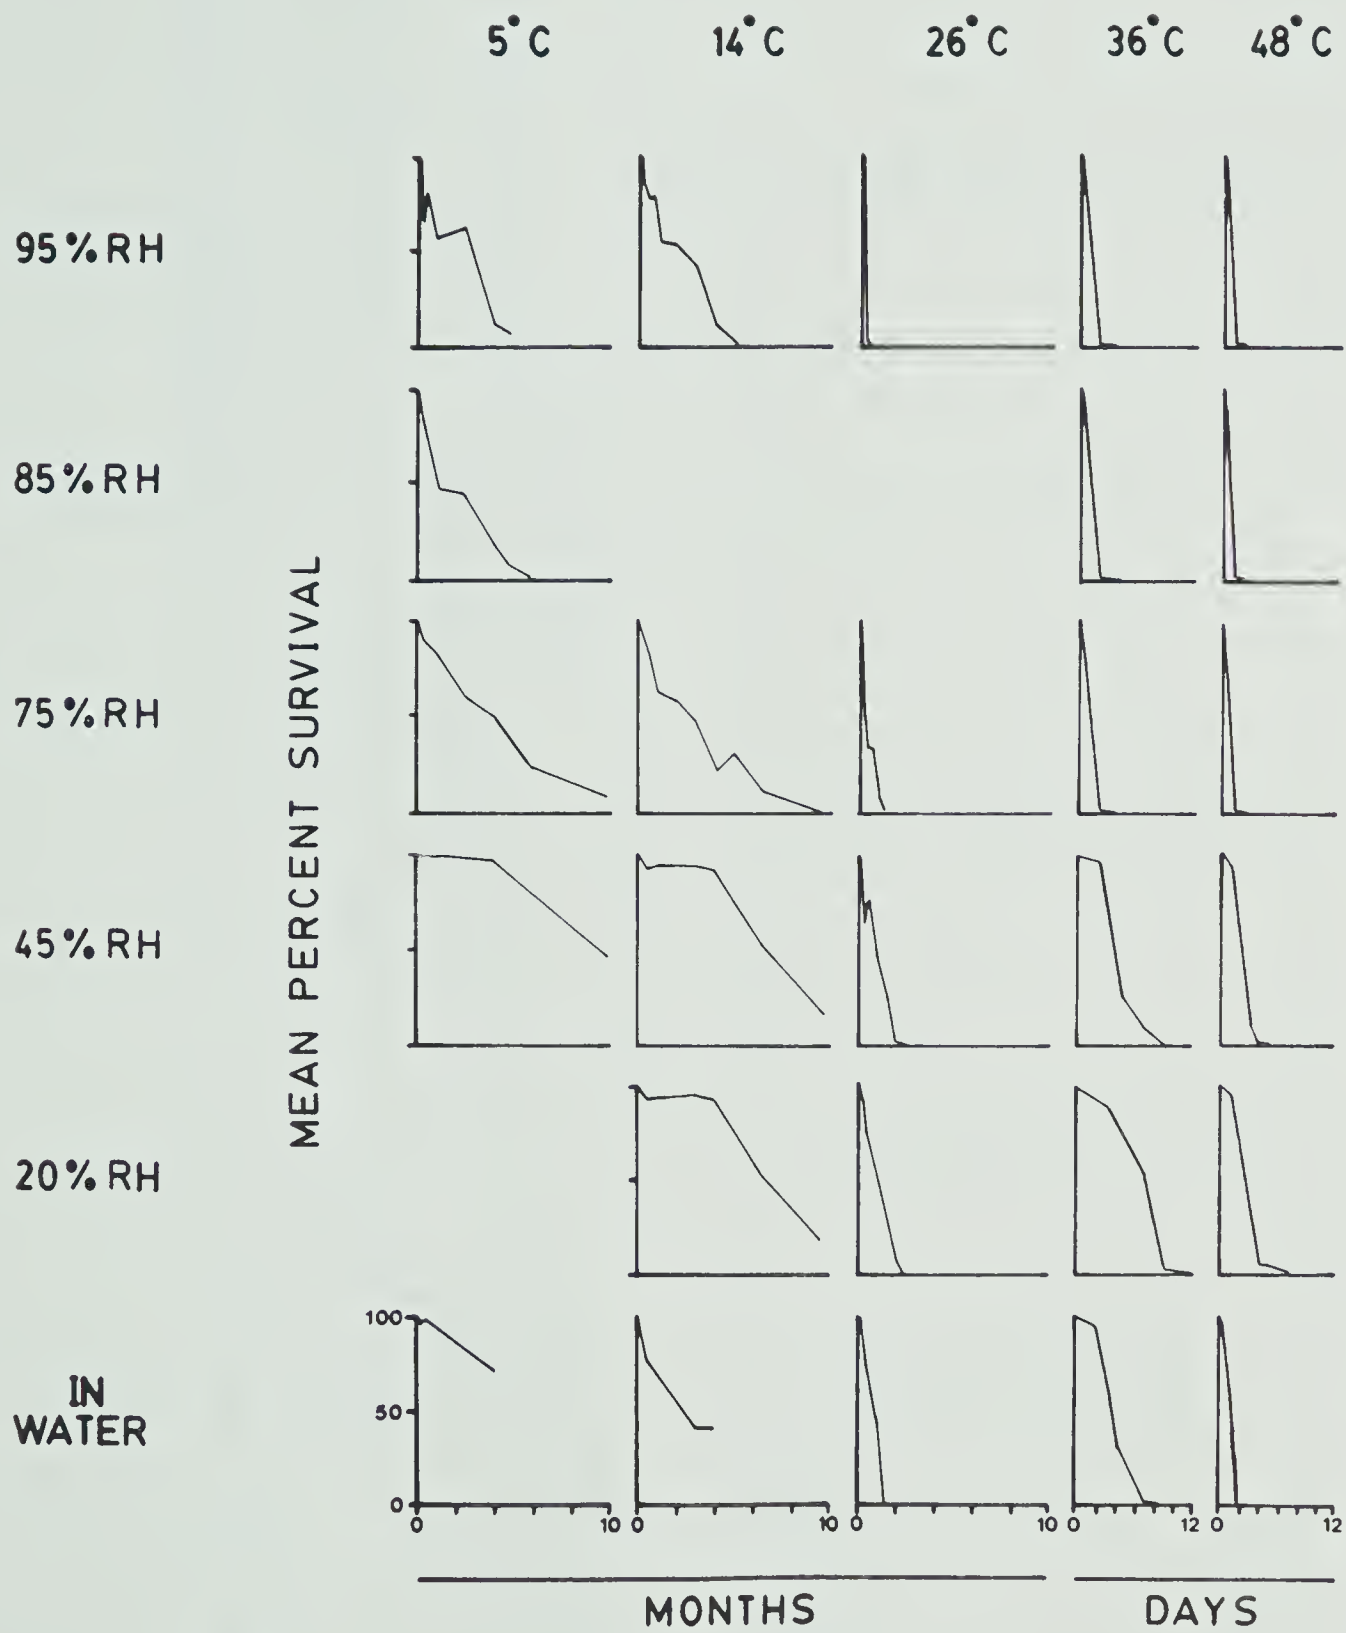 5°C 14°C 26°C 36°C 48°C
95%RH
85%RH
75%RH
45%RH
20%RH
IN
WATER
MEAN PERCENT SURVIVAL
100
50
0
0 10 10 0 10 0 12 0 12
MONTHS DAYS